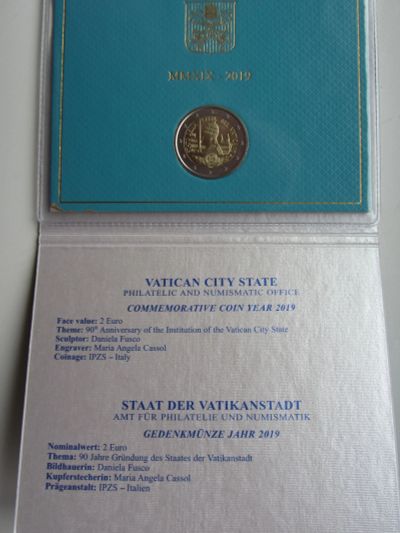 MMXIX - 2019
VATICAN CITY STATE
PHILATELIC AND NUMISMATIC OFFICE
COMMEMORATIVE COIN YEAR 2019
Face value: 2 Euro
Theme: 90° Anniversary of the Institution of the Vatican City State
Sculptor: Daniela Fusco
Engraver: Maria Angela Cassol
Coinage: IPZS – Italy
STAAT DER VATIKANSTADT
AMT FÜR PHILATELIE UND NUMISMATIK
GEDENKMÜNZE JAHR 2019
Nominalwert: 2 Euro
Thema: 90 Jahre Gründung des Staates der Vatikanstadt
Bildhauerin: Daniela Fusco
Kupferstecherin: Maria Angela Cassol
Prägeanstalt: IPZS – Italien